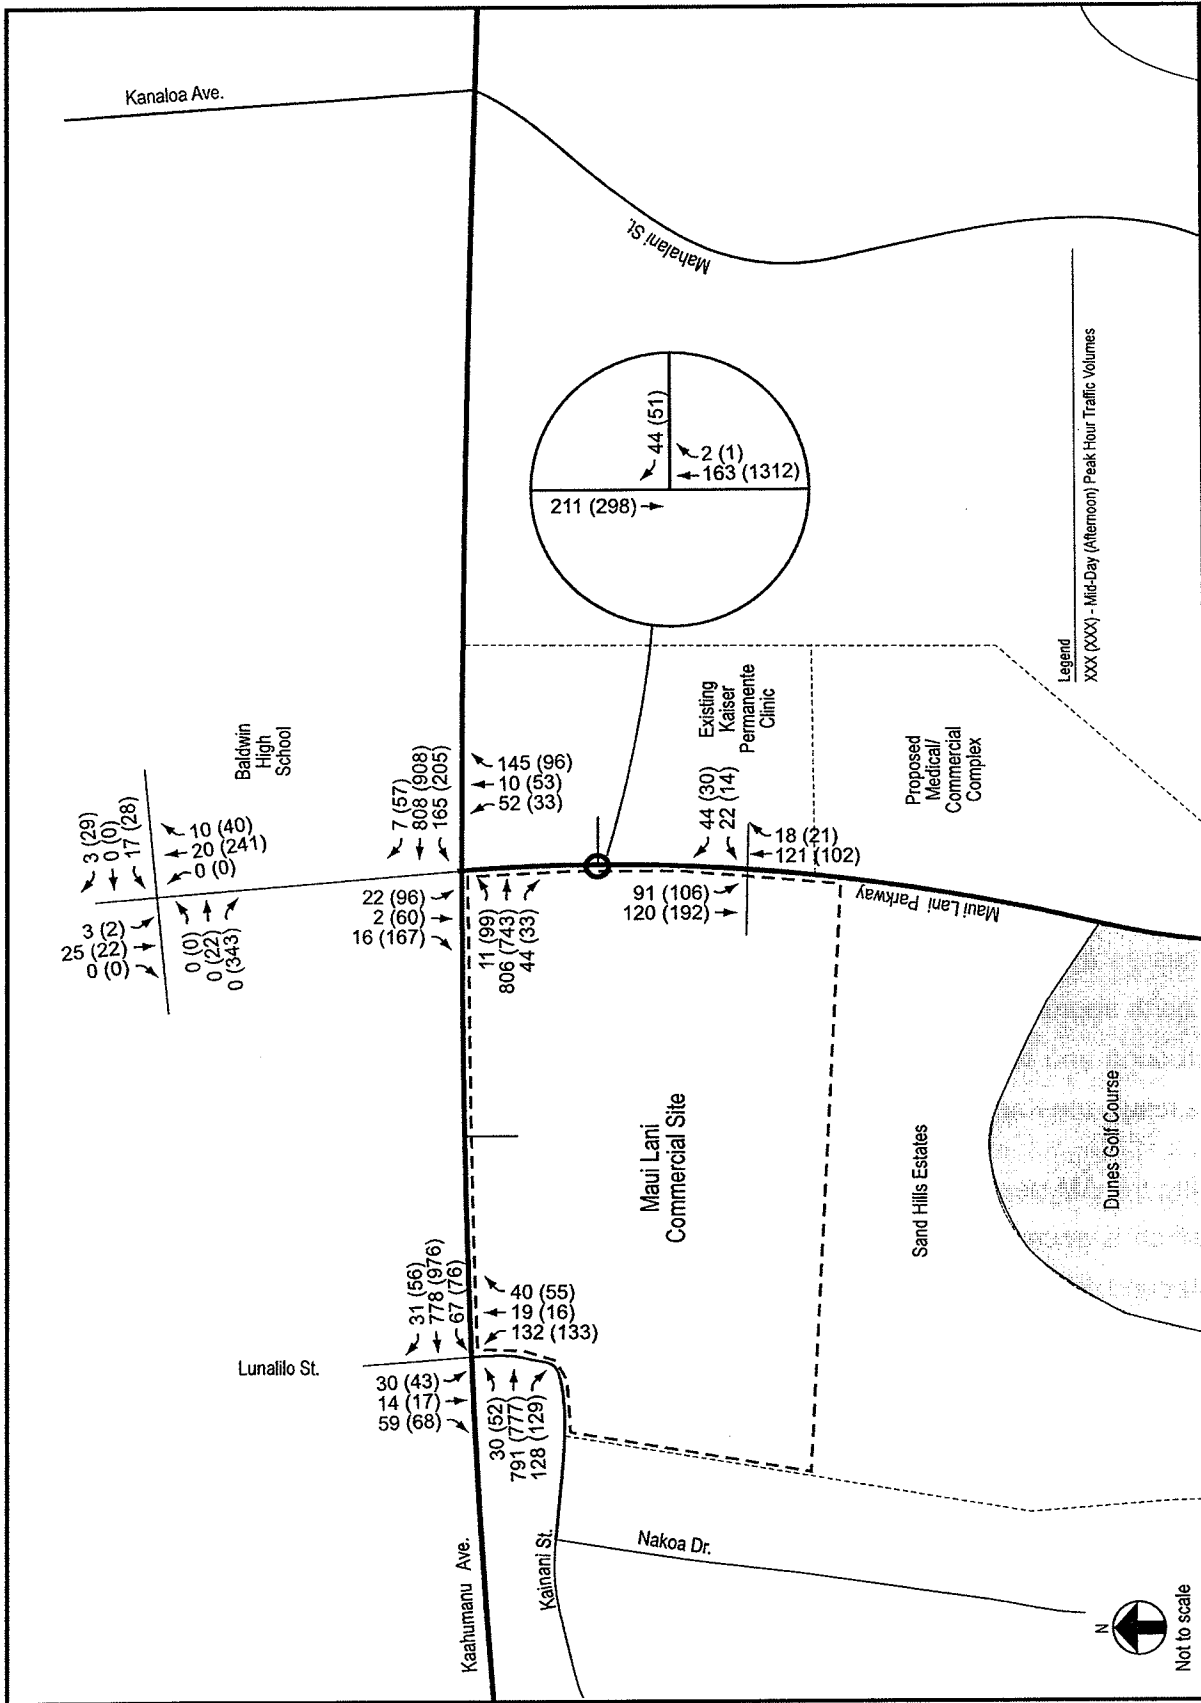 Kanaloa Ave.
Mahalani St.
44 (51)
2 (1)
163 (1312)
211 (298)
Legend
XXX (XXX) - Mid-Day (Afternoon) Peak Hour Traffic Volumes
Baldwin
High
School
3 (29)
0 (0)
17 (28)
10 (40)
20 (241)
0 (0)
3 (2)
25 (22)
0 (0)
0 (0)
0 (22)
0 (343)
7 (57)
808 (908)
165 (205)
145 (96)
10 (53)
52 (33)
22 (96)
2 (60)
16 (167)
11 (99)
806 (743)
44 (33)
Existing
Kaiser
Permanente
Clinic
44 (30)
22 (14)
18 (21)
121 (102)
91 (106)
120 (192)
Proposed
Medical/
Commercial
Complex
Maui Lani Parkway
Maui Lani
Commercial Site
Sand Hills Estates
Dunes Golf Course
Lunalilo St.
31 (56)
778 (976)
67 (76)
40 (55)
19 (16)
132 (133)
30 (43)
14 (17)
59 (68)
30 (52)
791 (777)
128 (129)
Kaahumanu Ave.
Kainani St.
Nakoa Dr.
N
Not to scale